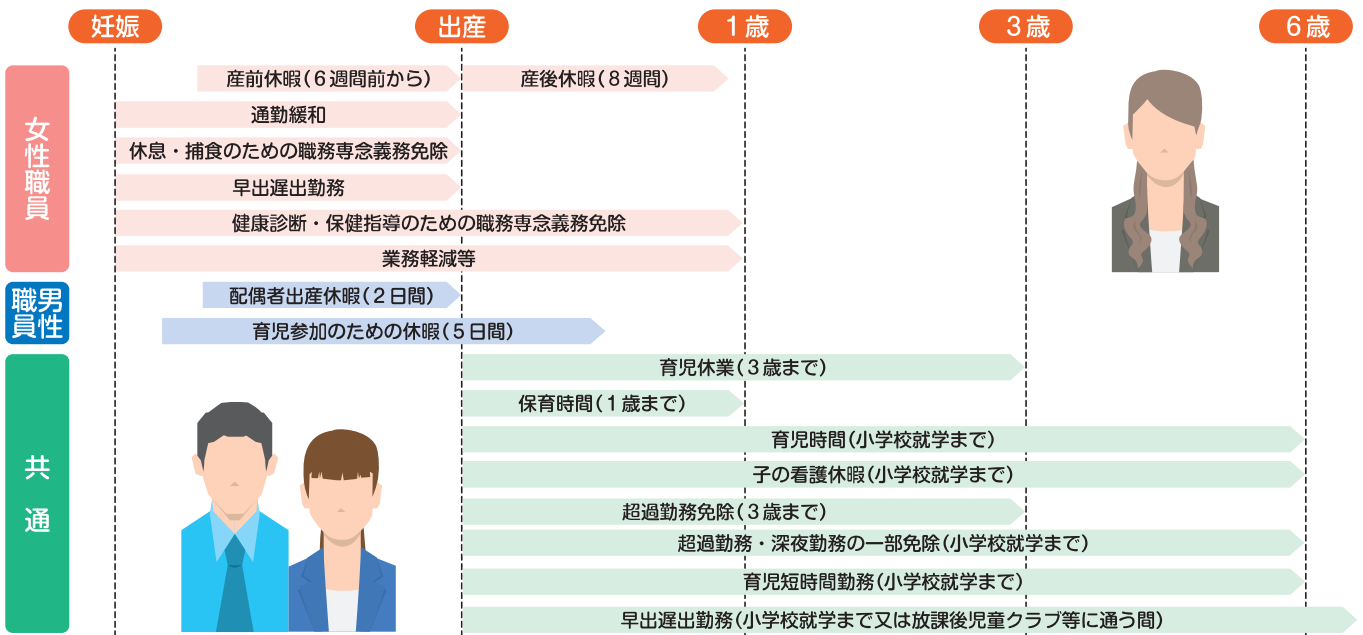 妊娠
出産
1歳
3歳
6歳
女性職員
産前休暇(6週間前から)
産後休暇(8週間)
通勤緩和
休息・捕食のための職務専念義務免除
早出遅出勤務
健康診断・保健指導のための職務専念義務免除
業務軽減等
男性職員
配偶者出産休暇(2日間)
育児参加のための休暇(5日間)
共通
育児休業(3歳まで)
保育時間(1歳まで)
育児時間(小学校就学まで)
子の看護休暇(小学校就学まで)
超過勤務免除(3歳まで)
超過勤務・深夜勤務の一部免除(小学校就学まで)
育児短時間勤務(小学校就学まで)
早出遅出勤務(小学校就学まで又は放課後児童クラブ等に通う間)